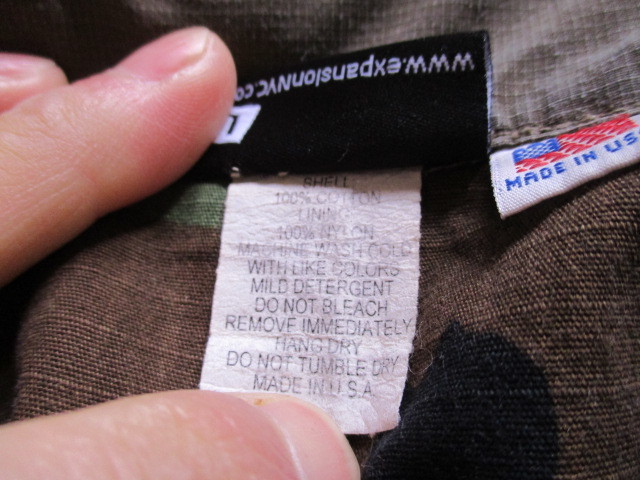 www.expansionNYC.co
L
MADE IN US
SHELL
100% COTTON
LINING
100% NYLON
MACHINE WASH COLD
WITH LIKE COLORS
MILD DETERGENT
DO NOT BLEACH
REMOVE IMMEDIATELY
HANG DRY
DO NOT TUMBLE DRY
MADE IN U.S.A